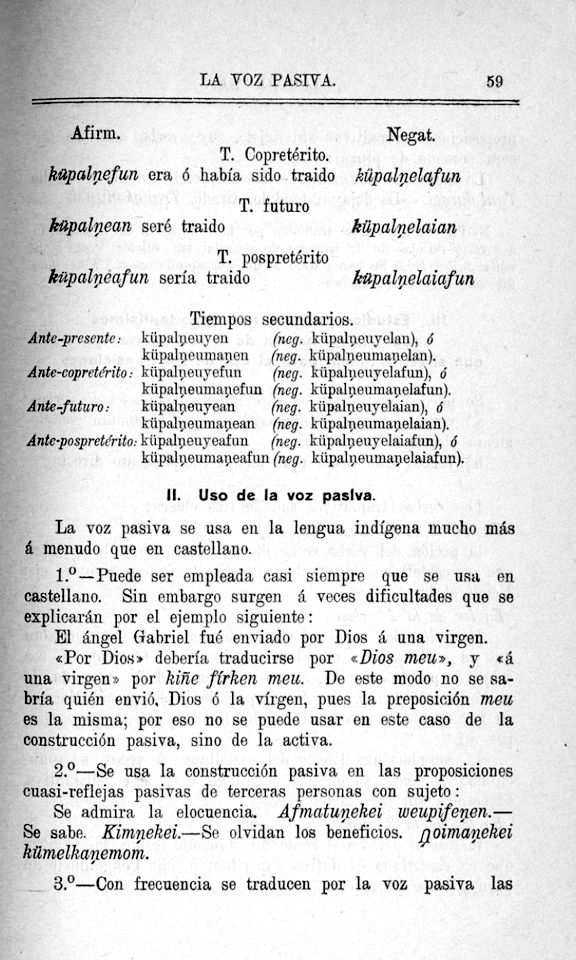 LA VOZ PASIVA. 59
Afirm. Negat.
T. Copretérito.
küpalŋefun era ó había sido traido küpalŋelafun
T. futuro
küpalŋean seré traido küpalŋelaian
T. pospretérito
küpalŋeafun sería traido küpalŋelaiafun
Tiempos secundarios.
Ante-presente: küpalŋeuyen (neg. küpalŋeuyelan), ó
küpalŋeumaŋen (neg. küpalŋeumaŋelan).
Ante-copretérito: küpalŋeuyefun (neg. küpalŋeuyelafun), ó
küpalŋeumaŋefun (neg. küpalŋeumaŋelafun).
Ante-futuro: küpalŋeuyean (neg. küpalŋeuyelaian), ó
küpalŋeumaŋean (neg. küpalŋeumaŋelaian).
Ante-pospretérito: küpalŋeuyeafun (neg. küpalŋeuyelaiafun), ó
küpalŋeumaŋeafun (neg. küpalŋeumaŋelaiafun).
II. Uso de la voz pasiva.
La voz pasiva se usa en la lengua indígena mucho más
á menudo que en castellano.
1.º—Puede ser empleada casi siempre que se usa en
castellano. Sin embargo surgen á veces dificultades que se
explicarán por el ejemplo siguiente:
El ángel Gabriel fué enviado por Dios á una virgen.
«Por Dios» debería traducirse por «Dios meu», y «á
una virgen» por kiñe fírken meu. De este modo no se sa-
bría quién envió, Dios ó la vírgen, pues la preposición meu
es la misma; por eso no se puede usar en este caso de la
construcción pasiva, sino de la activa.
2.º—Se usa la construcción pasiva en las proposiciones
cuasi-reflejas pasivas de terceras personas con sujeto:
Se admira la elocuencia. Afmatuŋekei weupifeŋen.—
Se sabe. Kimŋekei.—Se olvidan los beneficios. Ŋoimaŋekei
kümelkaŋemom.
3.º—Con frecuencia se traducen por la voz pasiva las